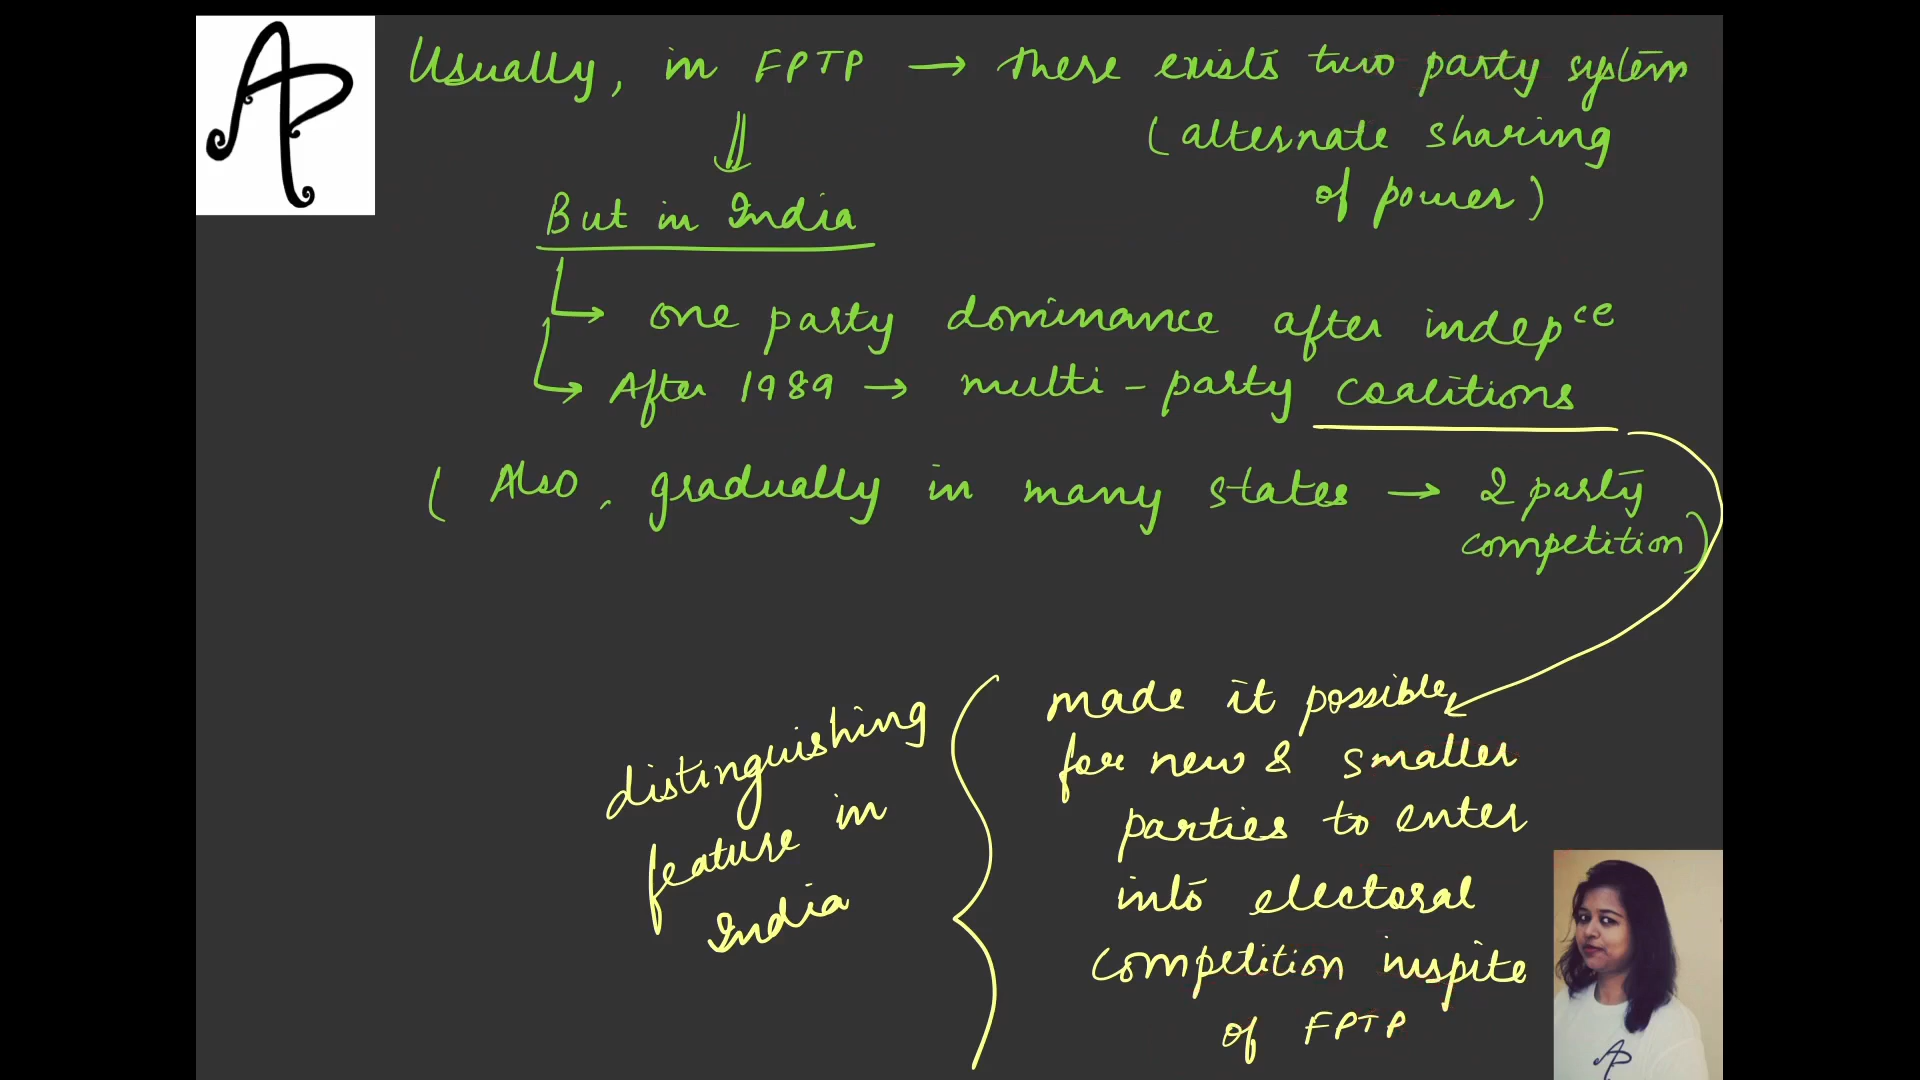 AP
Usually, in FPTP → there exists two party system
(alternate sharing
of power)
But in India
→ one party dominance after indepce
→ After 1989 → multi-party coalitions
(Also, gradually in many states → 2 party
competition)
made it possible
for new & smaller
parties to enter
into electoral
competition inspite
of FPTP
distinguishing
feature in
India
AP